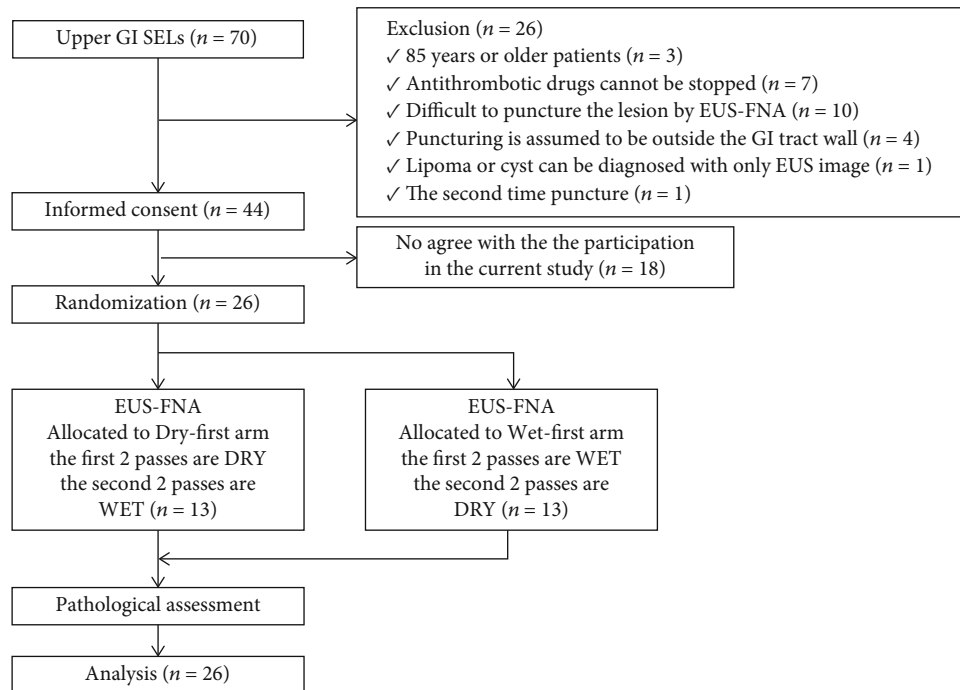 Upper GI SELs (n = 70)
Exclusion (n = 26)
✓ 85 years or older patients (n = 3)
✓ Antithrombotic drugs cannot be stopped (n = 7)
✓ Difficult to puncture the lesion by EUS-FNA (n = 10)
✓ Puncturing is assumed to be outside the GI tract wall (n = 4)
✓ Lipoma or cyst can be diagnosed with only EUS image (n = 1)
✓ The second time puncture (n = 1)
Informed consent (n = 44)
No agree with the the participation
in the current study (n = 18)
Randomization (n = 26)
EUS-FNA
Allocated to Dry-first arm
the first 2 passes are DRY
the second 2 passes are
WET (n = 13)
EUS-FNA
Allocated to Wet-first arm
the first 2 passes are WET
the second 2 passes are
DRY (n = 13)
Pathological assessment
Analysis (n = 26)